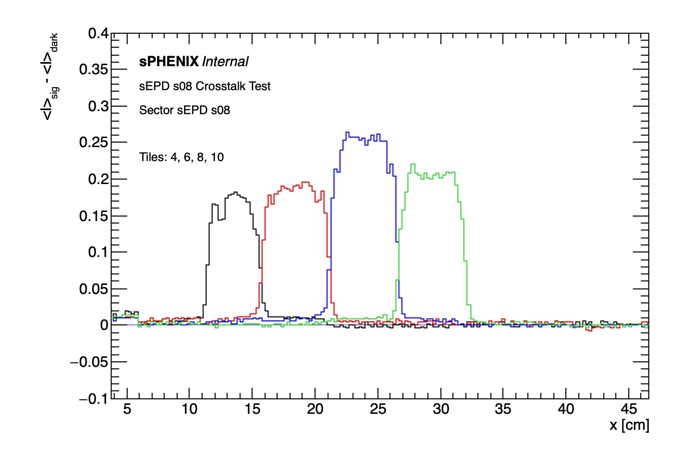 0.4
0.35
0.3
0.25
0.2
0.15
0.1
0.05
0
−0.05
−0.1
<I>sig - <I>dark
sPHENIX Internal
sEPD s08 Crosstalk Test
Sector sEPD s08
Tiles: 4, 6, 8, 10
5 10 15 20 25 30 35 40 45
x [cm]